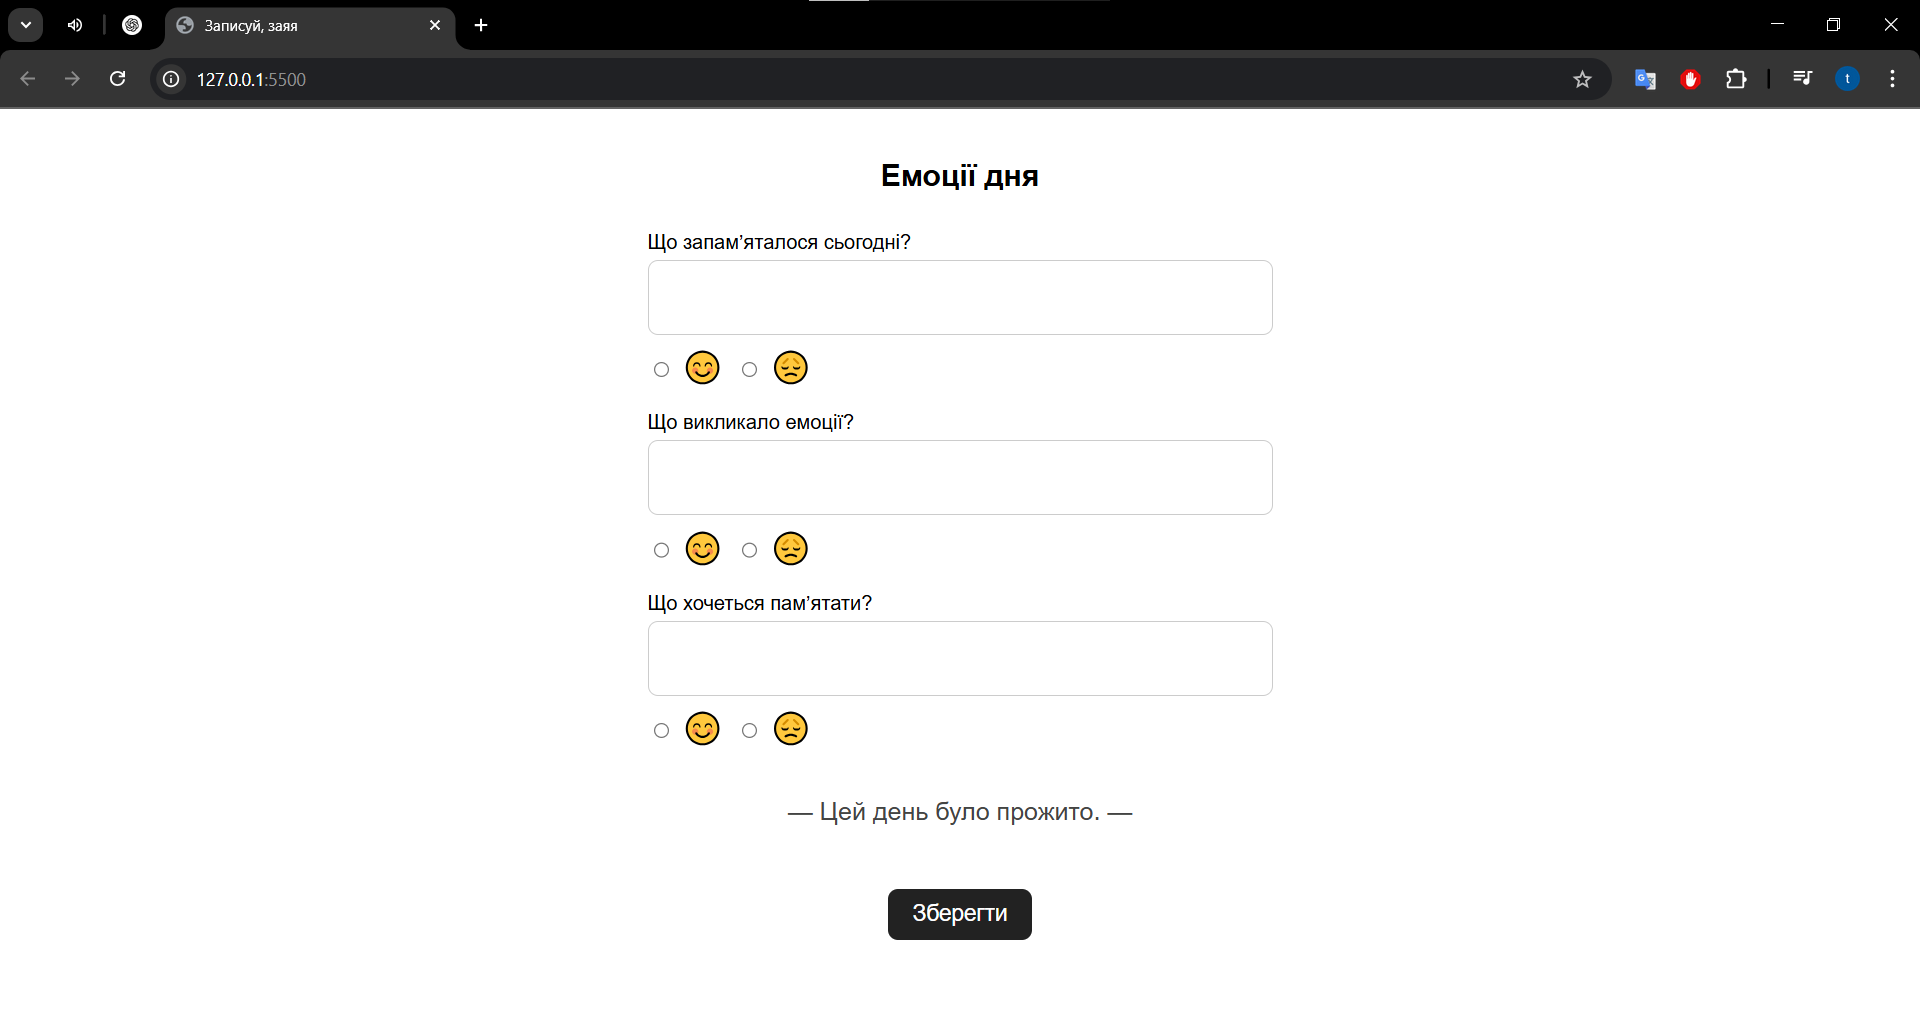 Записуй, заяя
127.0.0.1:5500
t
Емоції дня
Що запам’яталося сьогодні?
Що викликало емоції?
Що хочеться пам’ятати?
— Цей день було прожито. —
Зберегти